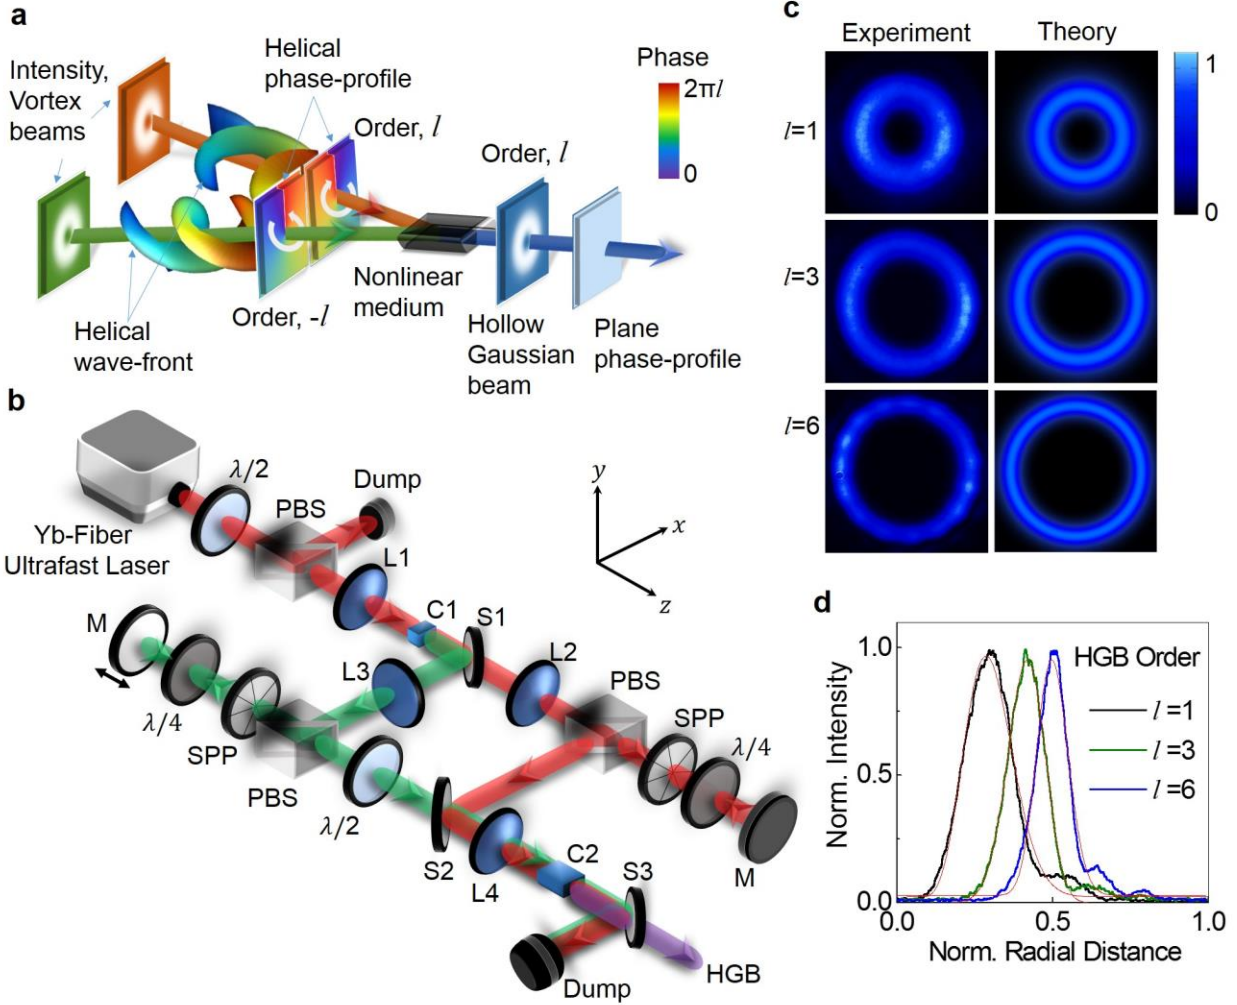 a
Intensity,
Vortex
beams
Helical
phase-profile
Order, l
Order, l
Phase
2πl
0
Order, -l
Nonlinear
medium
Helical
wave-front
Hollow
Gaussian
beam
Plane
phase-profile
b
Yb-Fiber
Ultrafast Laser
λ/2
PBS
Dump
L1
C1
S1
L2
PBS
SPP
λ/4
M
y
x
z
M
λ/4
SPP
L3
PBS
λ/2
S2
L4
C2
S3
Dump
HGB
c
Experiment
Theory
l=1
l=3
l=6
1
0
d
Norm. Intensity
1.0
0.5
0.0
HGB Order
l =1
l =3
l =6
0.0
0.5
1.0
Norm. Radial Distance